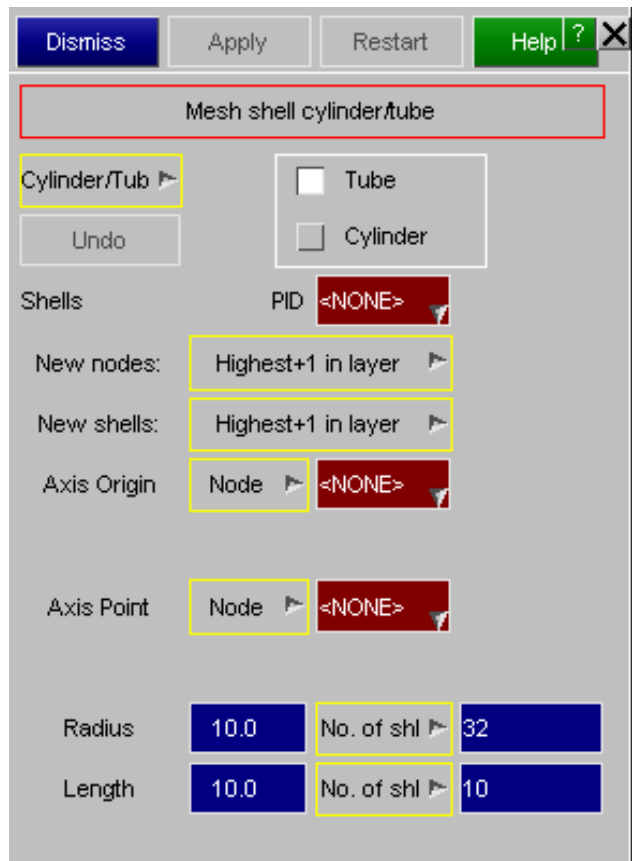 Dismiss Apply Restart Help ? X
Mesh shell cylinder/tube
Cylinder/Tub Tube
Undo Cylinder
Shells PID <NONE>
New nodes: Highest+1 in layer
New shells: Highest+1 in layer
Axis Origin Node <NONE>
Axis Point Node <NONE>
Radius 10.0 No. of shl 32
Length 10.0 No. of shl 10